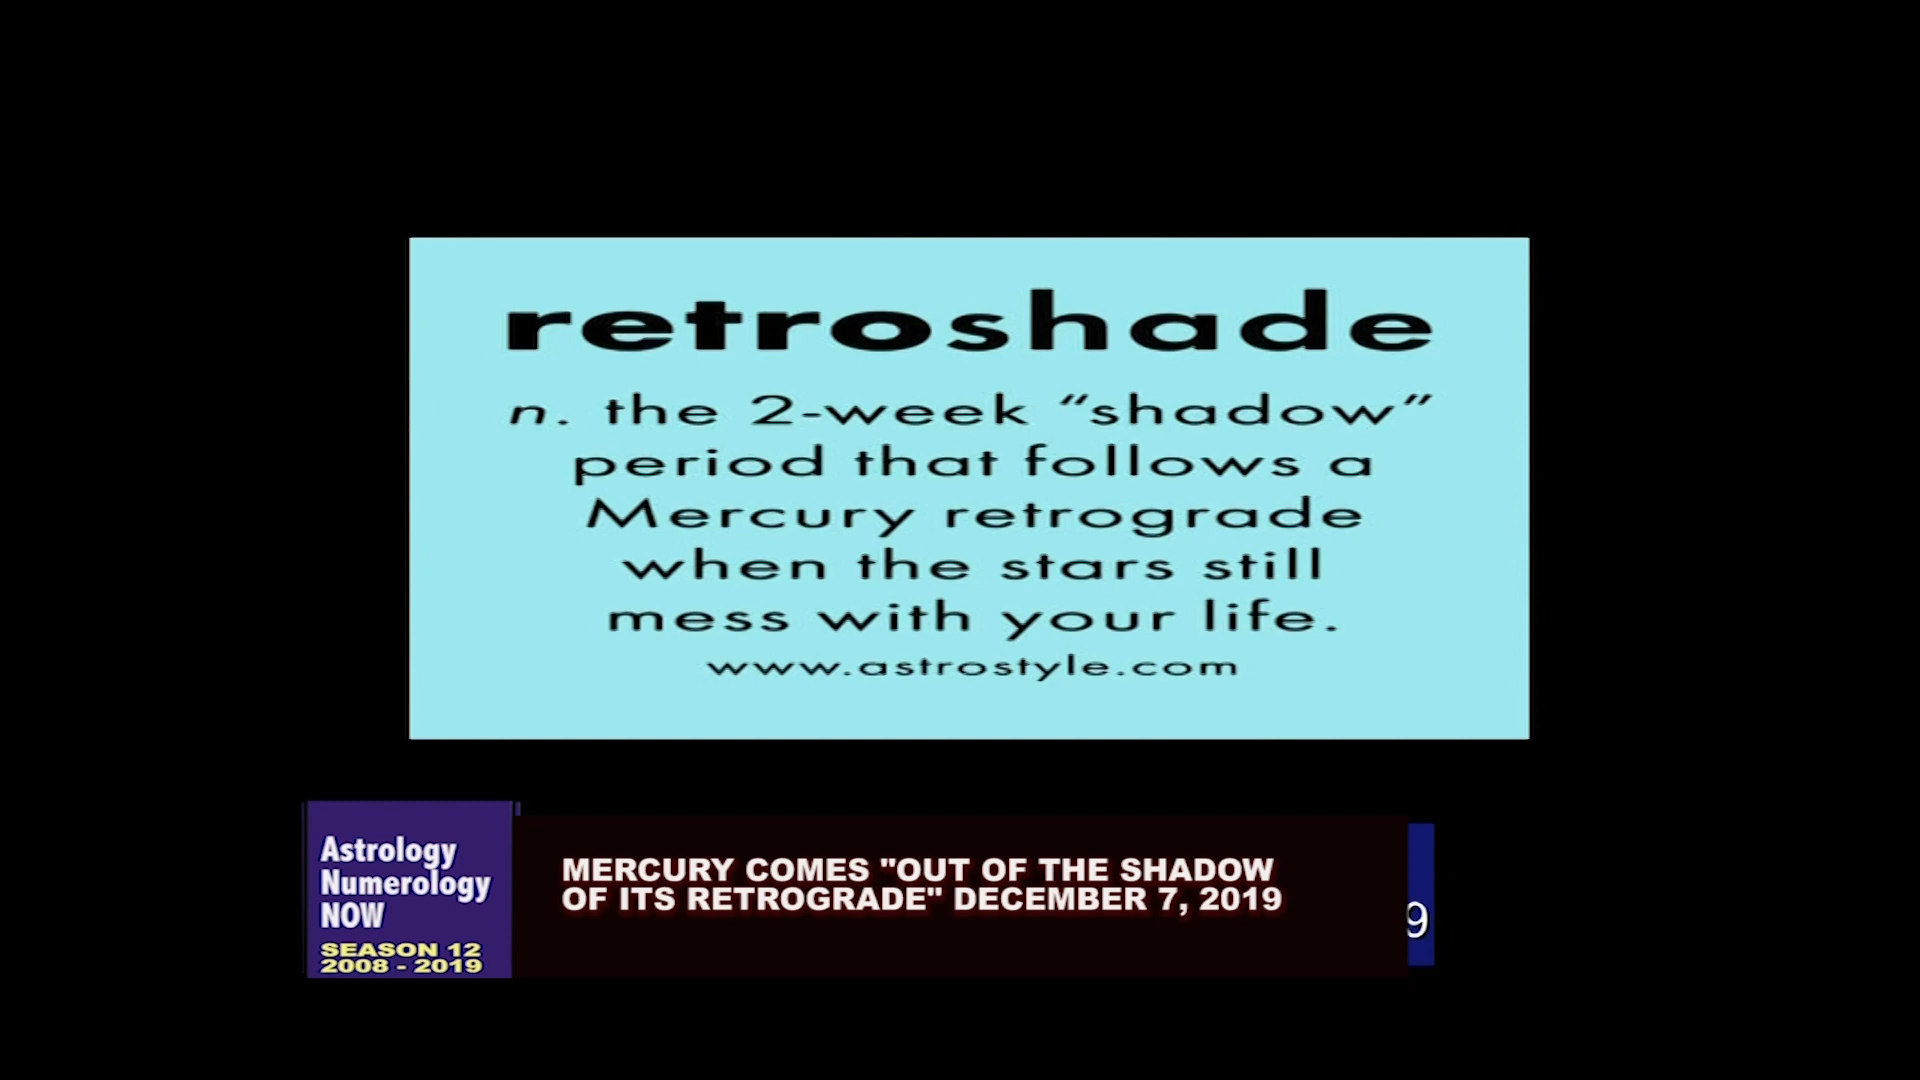 retroshade
n. the 2-week “shadow”
period that follows a
Mercury retrograde
when the stars still
mess with your life.
www.astrostyle.com
Astrology
Numerology
NOW
SEASON 12
2008 - 2019
MERCURY COMES "OUT OF THE SHADOW
OF ITS RETROGRADE" DECEMBER 7, 2019
9